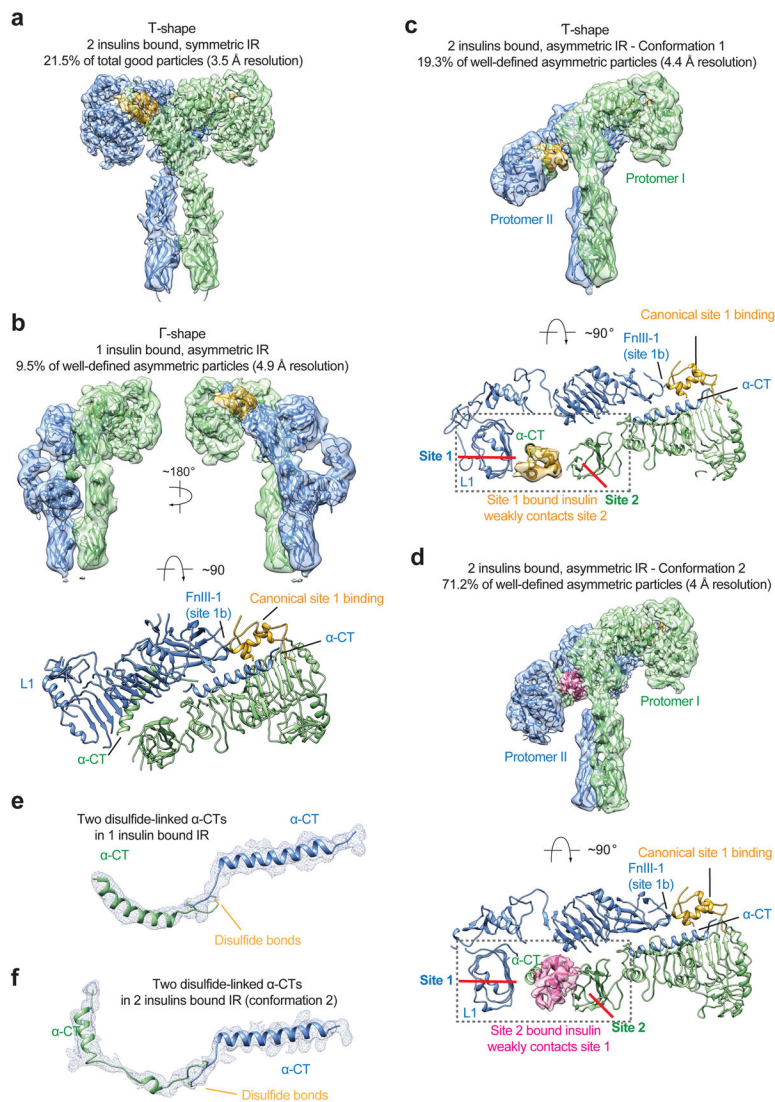 a
T-shape
2 insulins bound, symmetric IR
21.5% of total good particles (3.5 Å resolution)
b
Γ-shape
1 insulin bound, asymmetric IR
9.5% of well-defined asymmetric particles (4.9 Å resolution)
~180°
~90
FnIII-1
(site 1b)
Canonical site 1 binding
α-CT
L1
α-CT
e
Two disulfide-linked α-CTs
in 1 insulin bound IR
α-CT
α-CT
Disulfide bonds
f
Two disulfide-linked α-CTs
in 2 insulins bound IR (conformation 2)
α-CT
α-CT
Disulfide bonds
c
Ƭ-shape
2 insulins bound, asymmetric IR - Conformation 1
19.3% of well-defined asymmetric particles (4.4 Å resolution)
Protomer I
Protomer II
~90°
Canonical site 1 binding
FnIII-1
(site 1b)
α-CT
α-CT
Site 1
L1
Site 2
Site 1 bound insulin
weakly contacts site 2
d
2 insulins bound, asymmetric IR - Conformation 2
71.2% of well-defined asymmetric particles (4 Å resolution)
Protomer I
Protomer II
~90°
Canonical site 1 binding
FnIII-1
(site 1b)
α-CT
α-CT
Site 1
L1
Site 2
Site 2 bound insulin
weakly contacts site 1